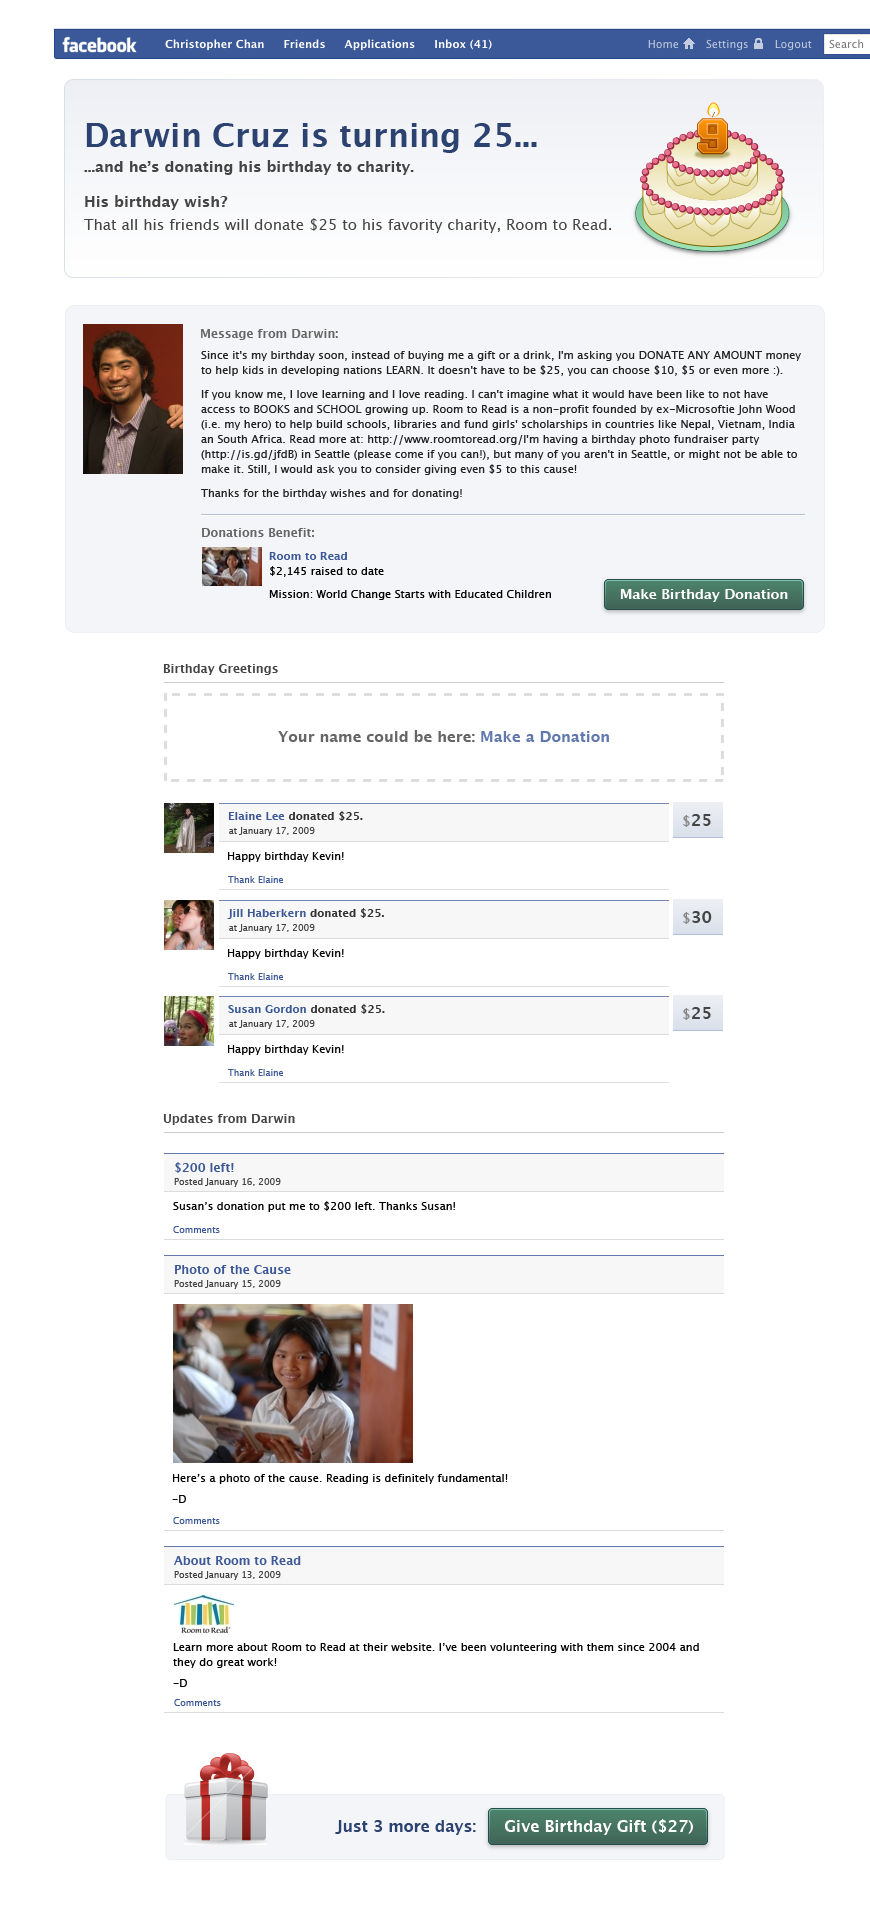 facebook Christopher Chan Friends Applications Inbox (41) Home Settings Logout Search
Darwin Cruz is turning 25...
...and he's donating his birthday to charity.
9
His birthday wish?
That all his friends will donate $25 to his favority charity, Room to Read.
Message from Darwin:
Since it's my birthday soon, instead of buying me a gift or a drink, I'm asking you DONATE ANY AMOUNT money
to help kids in developing nations LEARN. It doesn't have to be $25, you can choose $10, $5 or even more :).
If you know me, I love learning and I love reading. I can't imagine what it would have been like to not have
access to BOOKS and SCHOOL growing up. Room to Read is a non-profit founded by ex-Microsoftie John Wood
(i.e. my hero) to help build schools, libraries and fund girls' scholarships in countries like Nepal, Vietnam, India
an South Africa. Read more at: http://www.roomtoread.org/I'm having a birthday photo fundraiser party
(http://is.gd/jfdB) in Seattle (please come if you can!), but many of you aren't in Seattle, or might not be able to
make it. Still, I would ask you to consider giving even $5 to this cause!
Thanks for the birthday wishes and for donating!
Donations Benefit:
Room to Read
$2,145 raised to date
Mission: World Change Starts with Educated Children
Make Birthday Donation
Birthday Greetings
Your name could be here: Make a Donation
Elaine Lee donated $25.
at January 17, 2009
$25
Happy birthday Kevin!
Thank Elaine
Jill Haberkern donated $25.
at January 17, 2009
$30
Happy birthday Kevin!
Thank Elaine
Susan Gordon donated $25.
at January 17, 2009
$25
Happy birthday Kevin!
Thank Elaine
Updates from Darwin
$200 left!
Posted January 16, 2009
Susan's donation put me to $200 left. Thanks Susan!
Comments
Photo of the Cause
Posted January 15, 2009
Here's a photo of the cause. Reading is definitely fundamental!
-D
Comments
About Room to Read
Posted January 13, 2009
Room to Read
Learn more about Room to Read at their website. I've been volunteering with them since 2004 and
they do great work!
-D
Comments
Just 3 more days: Give Birthday Gift ($27)